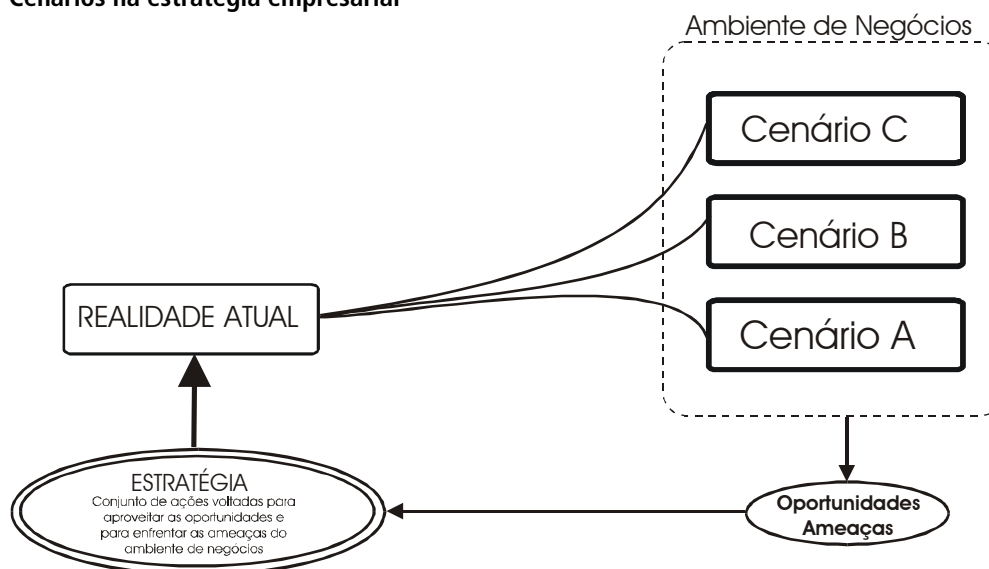 Cenários na estratégia empresarial
Ambiente de Negócios
Cenário C
Cenário B
Cenário A
REALIDADE ATUAL
ESTRATÉGIA
Conjunto de ações voltadas para
aproveitar as oportunidades e
para enfrentar as ameaças do
ambiente de negócios
Oportunidades
Ameaças